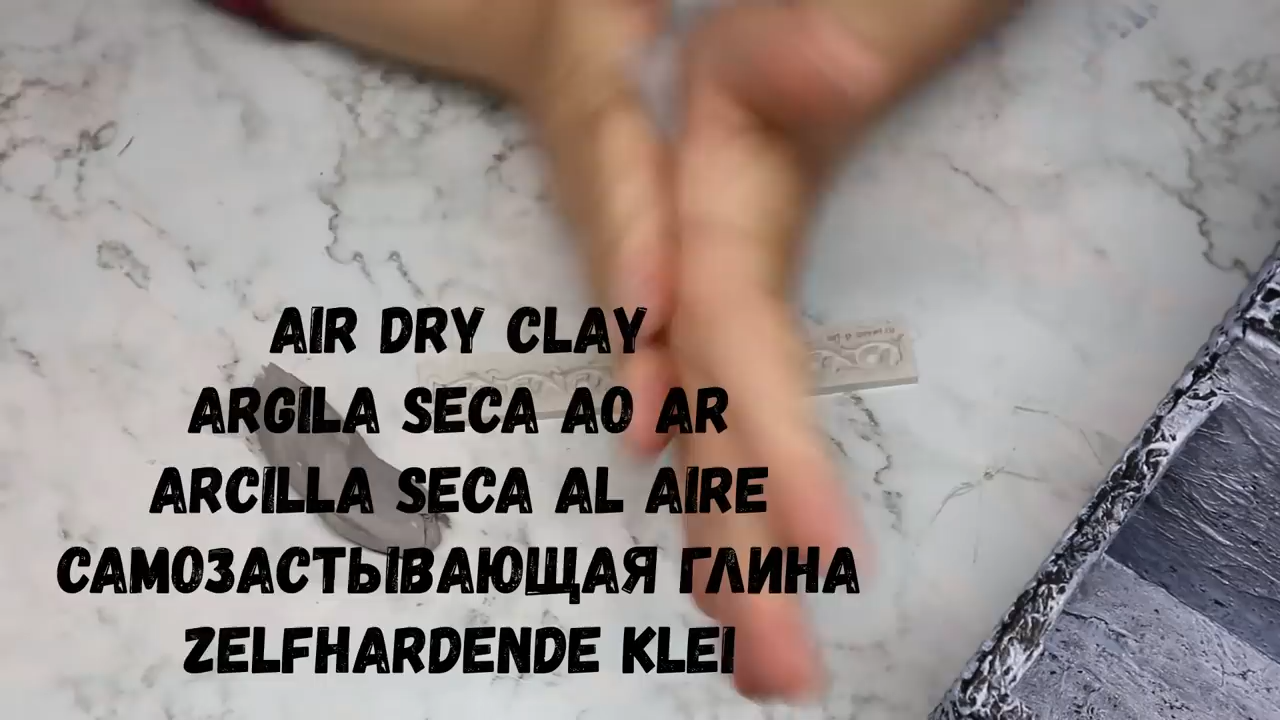 AIR DRY CLAY
ARGILA SECA AO AR
ARCILLA SECA AL AIRE
САМОЗАСТЫВАЮЩАЯ ГЛИНА
ZELFHARDENDE KLEI